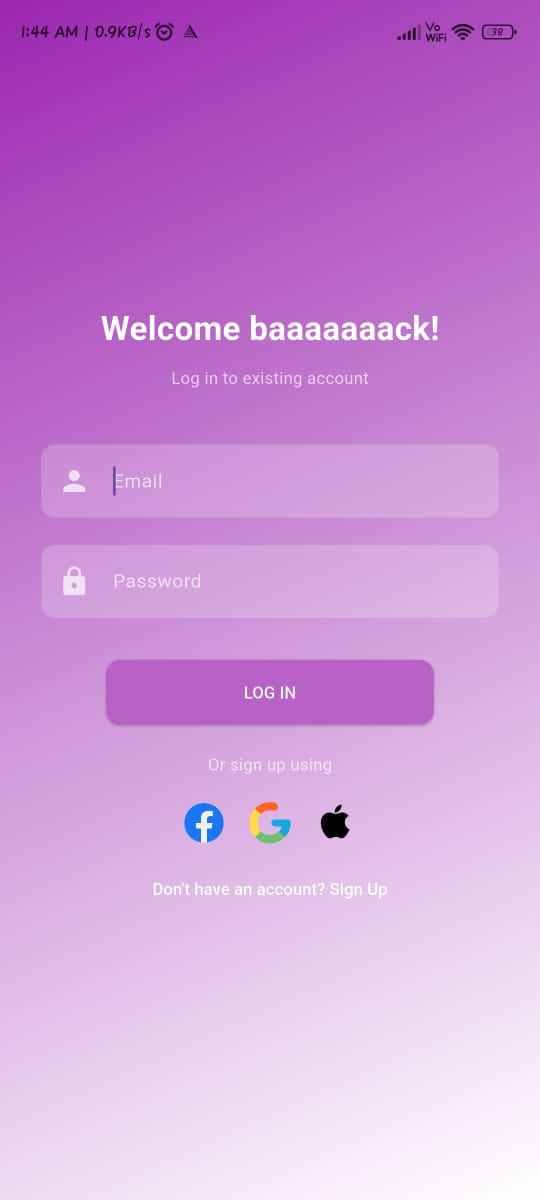 1:44 AM | 0.9KB/s
Vo
WiFi
38
Welcome baaaaaaack!
Log in to existing account
Email
Password
LOG IN
Or sign up using
Don't have an account? Sign Up